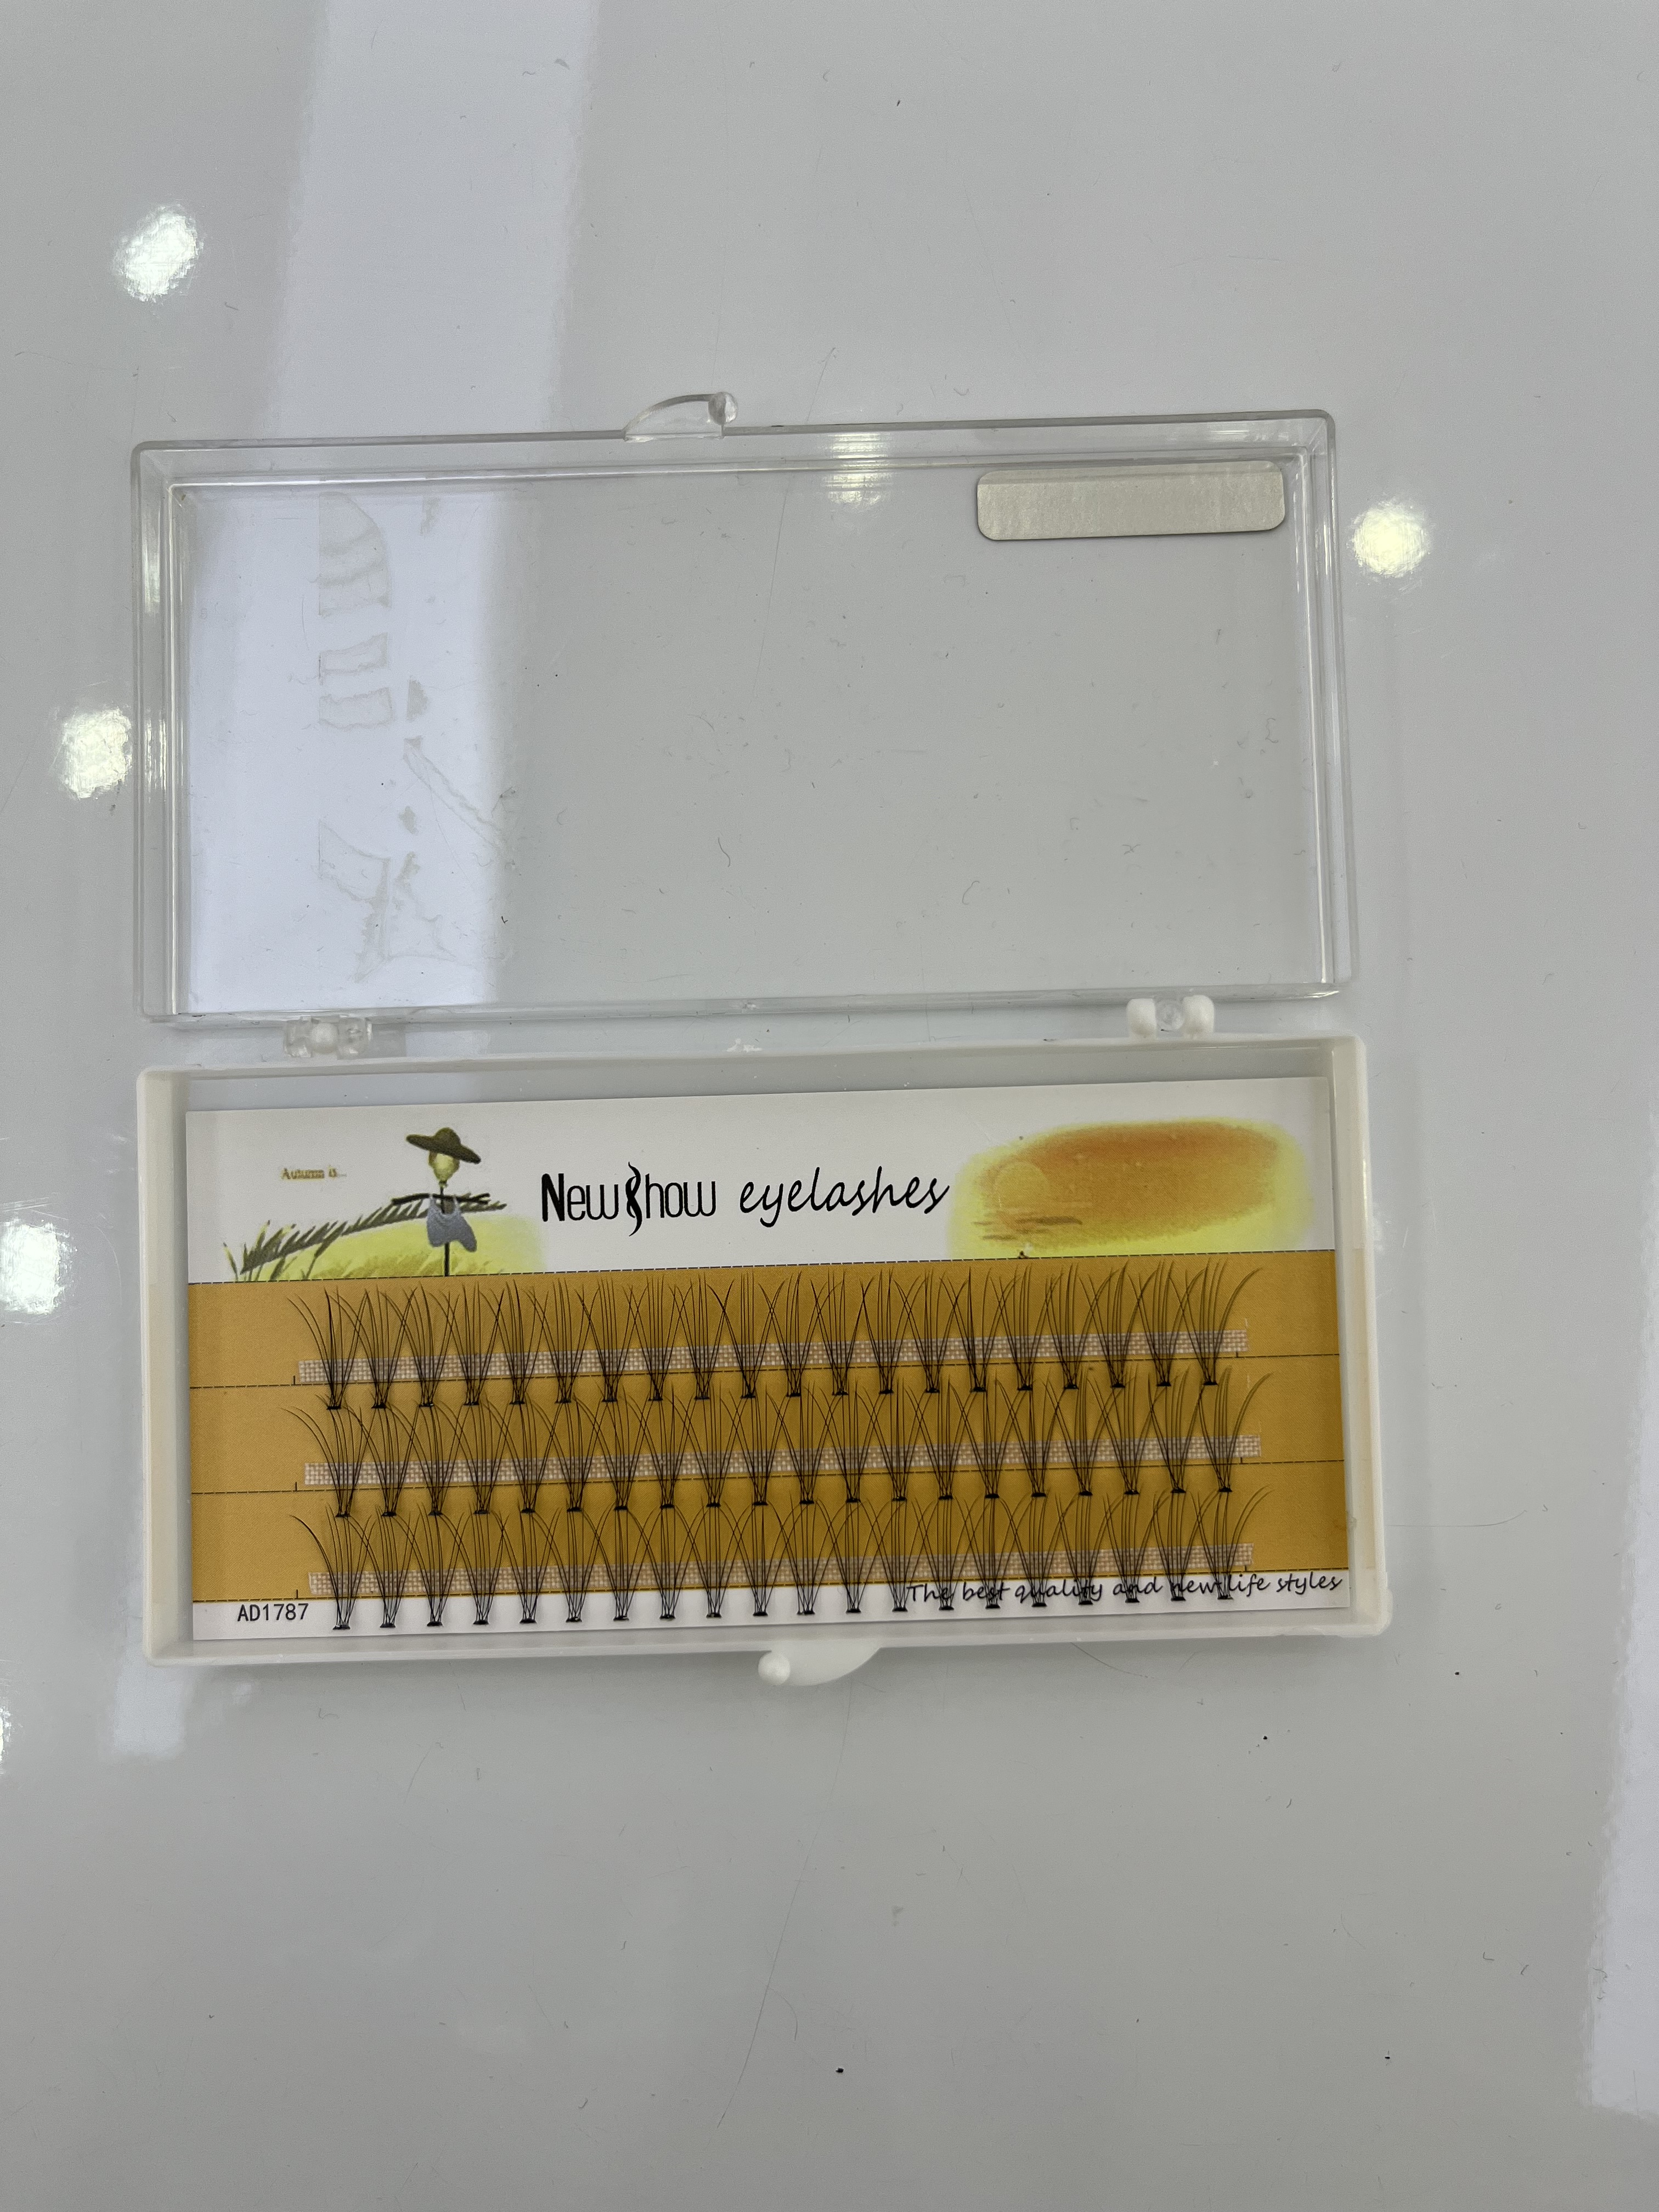 Autumn is...
NewShow eyelashes
The best quality and new life styles
AD1787